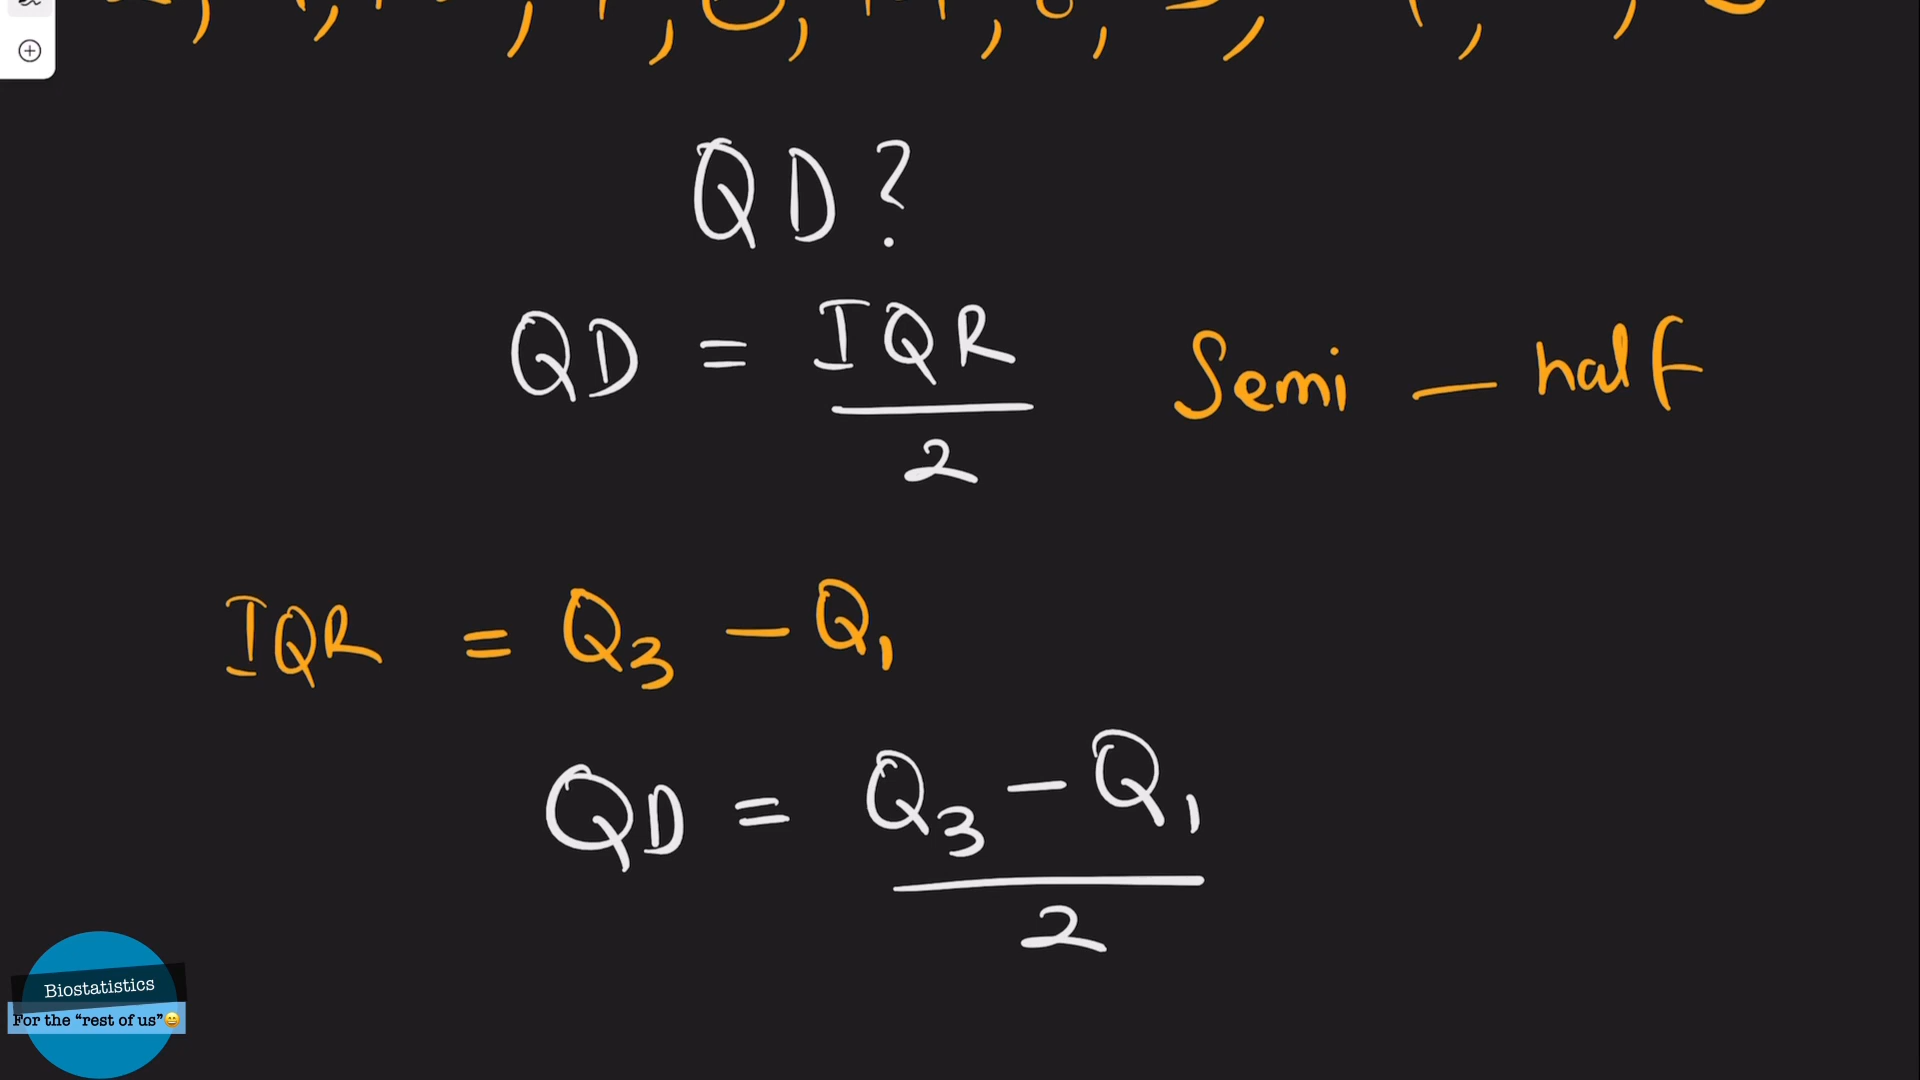 QD?
QD = IQR
2
Semi — half
IQR = Q₃ − Q₁
QD = Q₃ − Q₁
2
Biostatistics
For the “rest of us”😄